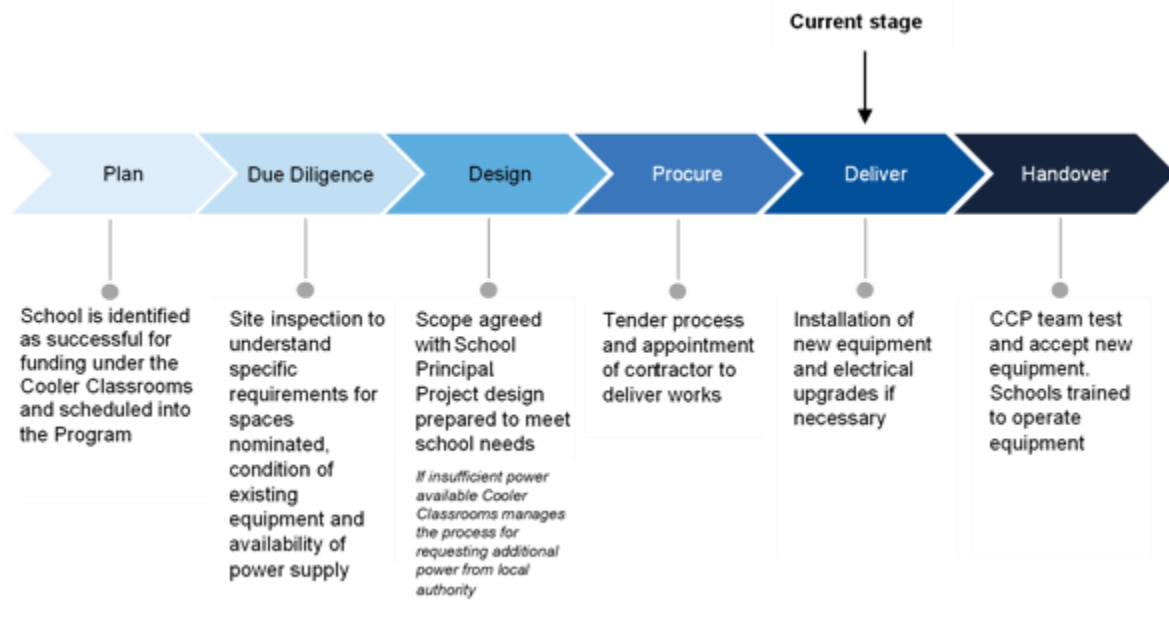 Current stage
Plan
Due Diligence
Design
Procure
Deliver
Handover
School is identified
as successful for
funding under the
Cooler Classrooms
and scheduled into
the Program
Site inspection to
understand
specific
requirements for
spaces
nominated,
condition of
existing
equipment and
availability of
power supply
Scope agreed
with School
Principal
Project design
prepared to meet
school needs
If insufficient power
available Cooler
Classrooms manages
the process for
requesting additional
power from local
authority
Tender process
and appointment
of contractor to
deliver works
Installation of
new equipment
and electrical
upgrades if
necessary
CCP team test
and accept new
equipment.
Schools trained
to operate
equipment